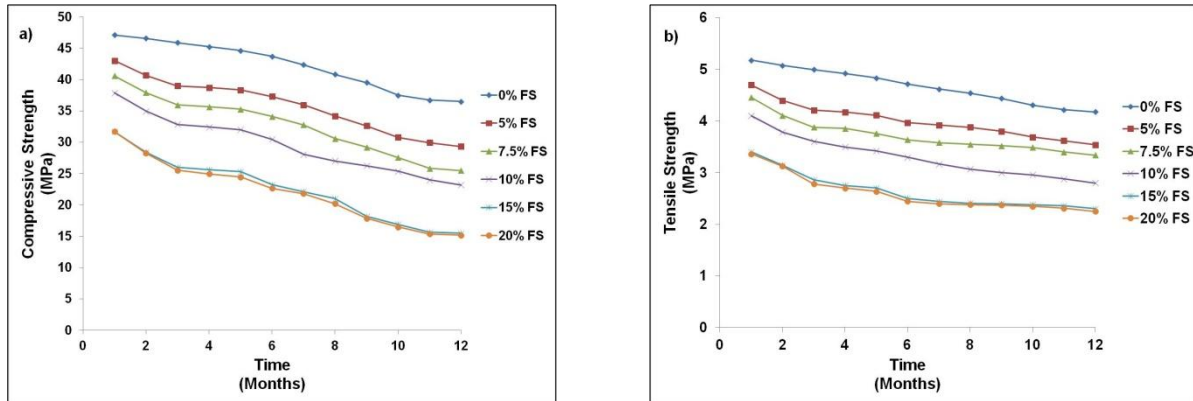 a)
Compressive Strength
(MPa)
50
45
40
35
30
25
20
15
10
5
0
0 2 4 6 8 10 12
Time
(Months)
0% FS
5% FS
7.5% FS
10% FS
15% FS
20% FS
b)
Tensile Strength
(MPa)
6
5
4
3
2
1
0
0 2 4 6 8 10 12
Time
(Months)
0% FS
5% FS
7.5% FS
10% FS
15% FS
20% FS